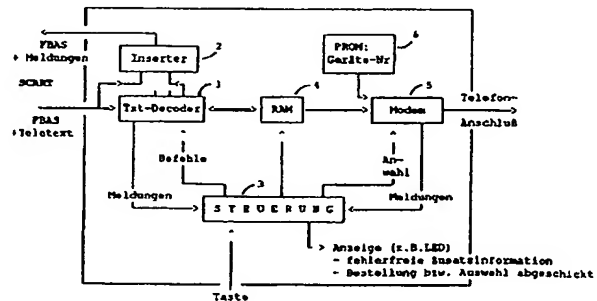 FBAS
+ Meldungen
Inserter
2
PROM:
Geräte-Nr
6
SCART
1
4
5
Txt-Decoder
RAM
Modem
Telefon-
Anschluß
FBAS
+Teletext
Befehle
An-
wahl
Meldungen
3
Meldungen
S T E U E R U N G
Anzeige (z.B.LED)
- fehlerfreie Zusatsinformation
- Bestellung bzw. Auswahl abgeschickt
Taste